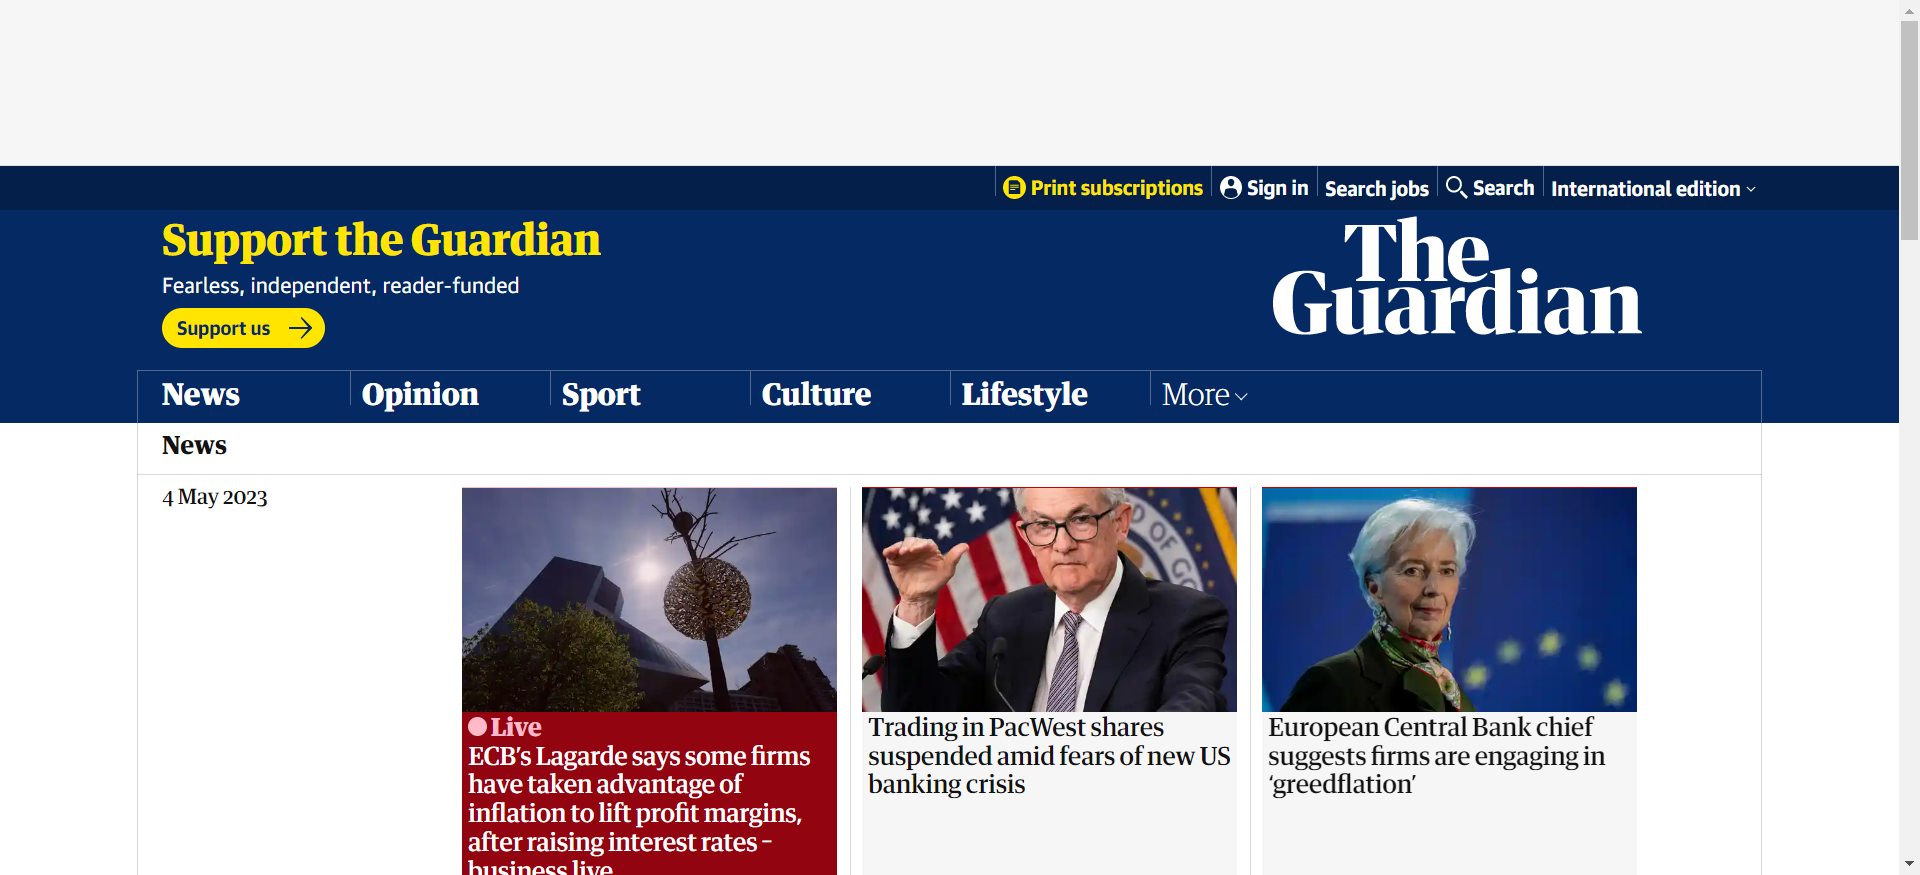 Print subscriptions
Sign in
Search jobs
Search
International edition
Support the Guardian
Fearless, independent, reader-funded
Support us
The
Guardian
News
Opinion
Sport
Culture
Lifestyle
More
News
4 May 2023
Live
ECB’s Lagarde says some firms
have taken advantage of
inflation to lift profit margins,
after raising interest rates –
business live
Trading in PacWest shares
suspended amid fears of new US
banking crisis
European Central Bank chief
suggests firms are engaging in
‘greedflation’